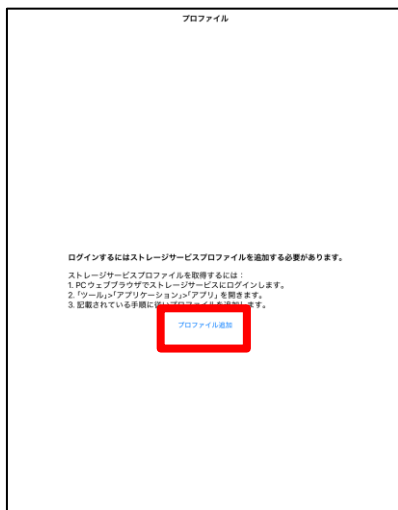 プロファイル
ログインするにはストレージサービスプロファイルを追加する必要があります。
ストレージサービスプロファイルを取得するには：
1. PCウェブブラウザでストレージサービスにログインします。
2. 「ツール」>「アプリケーション」>「アプリ」を開きます。
3. 記載されている手順に従いプロファイルを追加します。
プロファイル追加